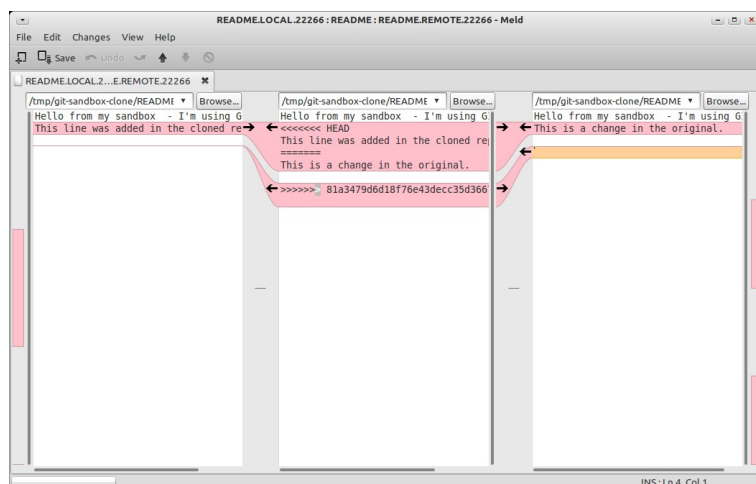 README.LOCAL.22266 : README : README.REMOTE.22266 - Meld
File Edit Changes View Help
Save Undo
README.LOCAL.2...E.REMOTE.22266
/tmp/git-sandbox-clone/README Browse... /tmp/git-sandbox-clone/README Browse... /tmp/git-sandbox-clone/README Browse...
Hello from my sandbox - I'm using G
This line was added in the cloned re
Hello from my sandbox - I'm using G
<<<<<<< HEAD
This line was added in the cloned re
=======
This is a change in the original.
>>>>>>> 81a3479d6d18f76e43decc35d366
Hello from my sandbox - I'm using G
This is a change in the original.
INS : Ln 4, Col 1